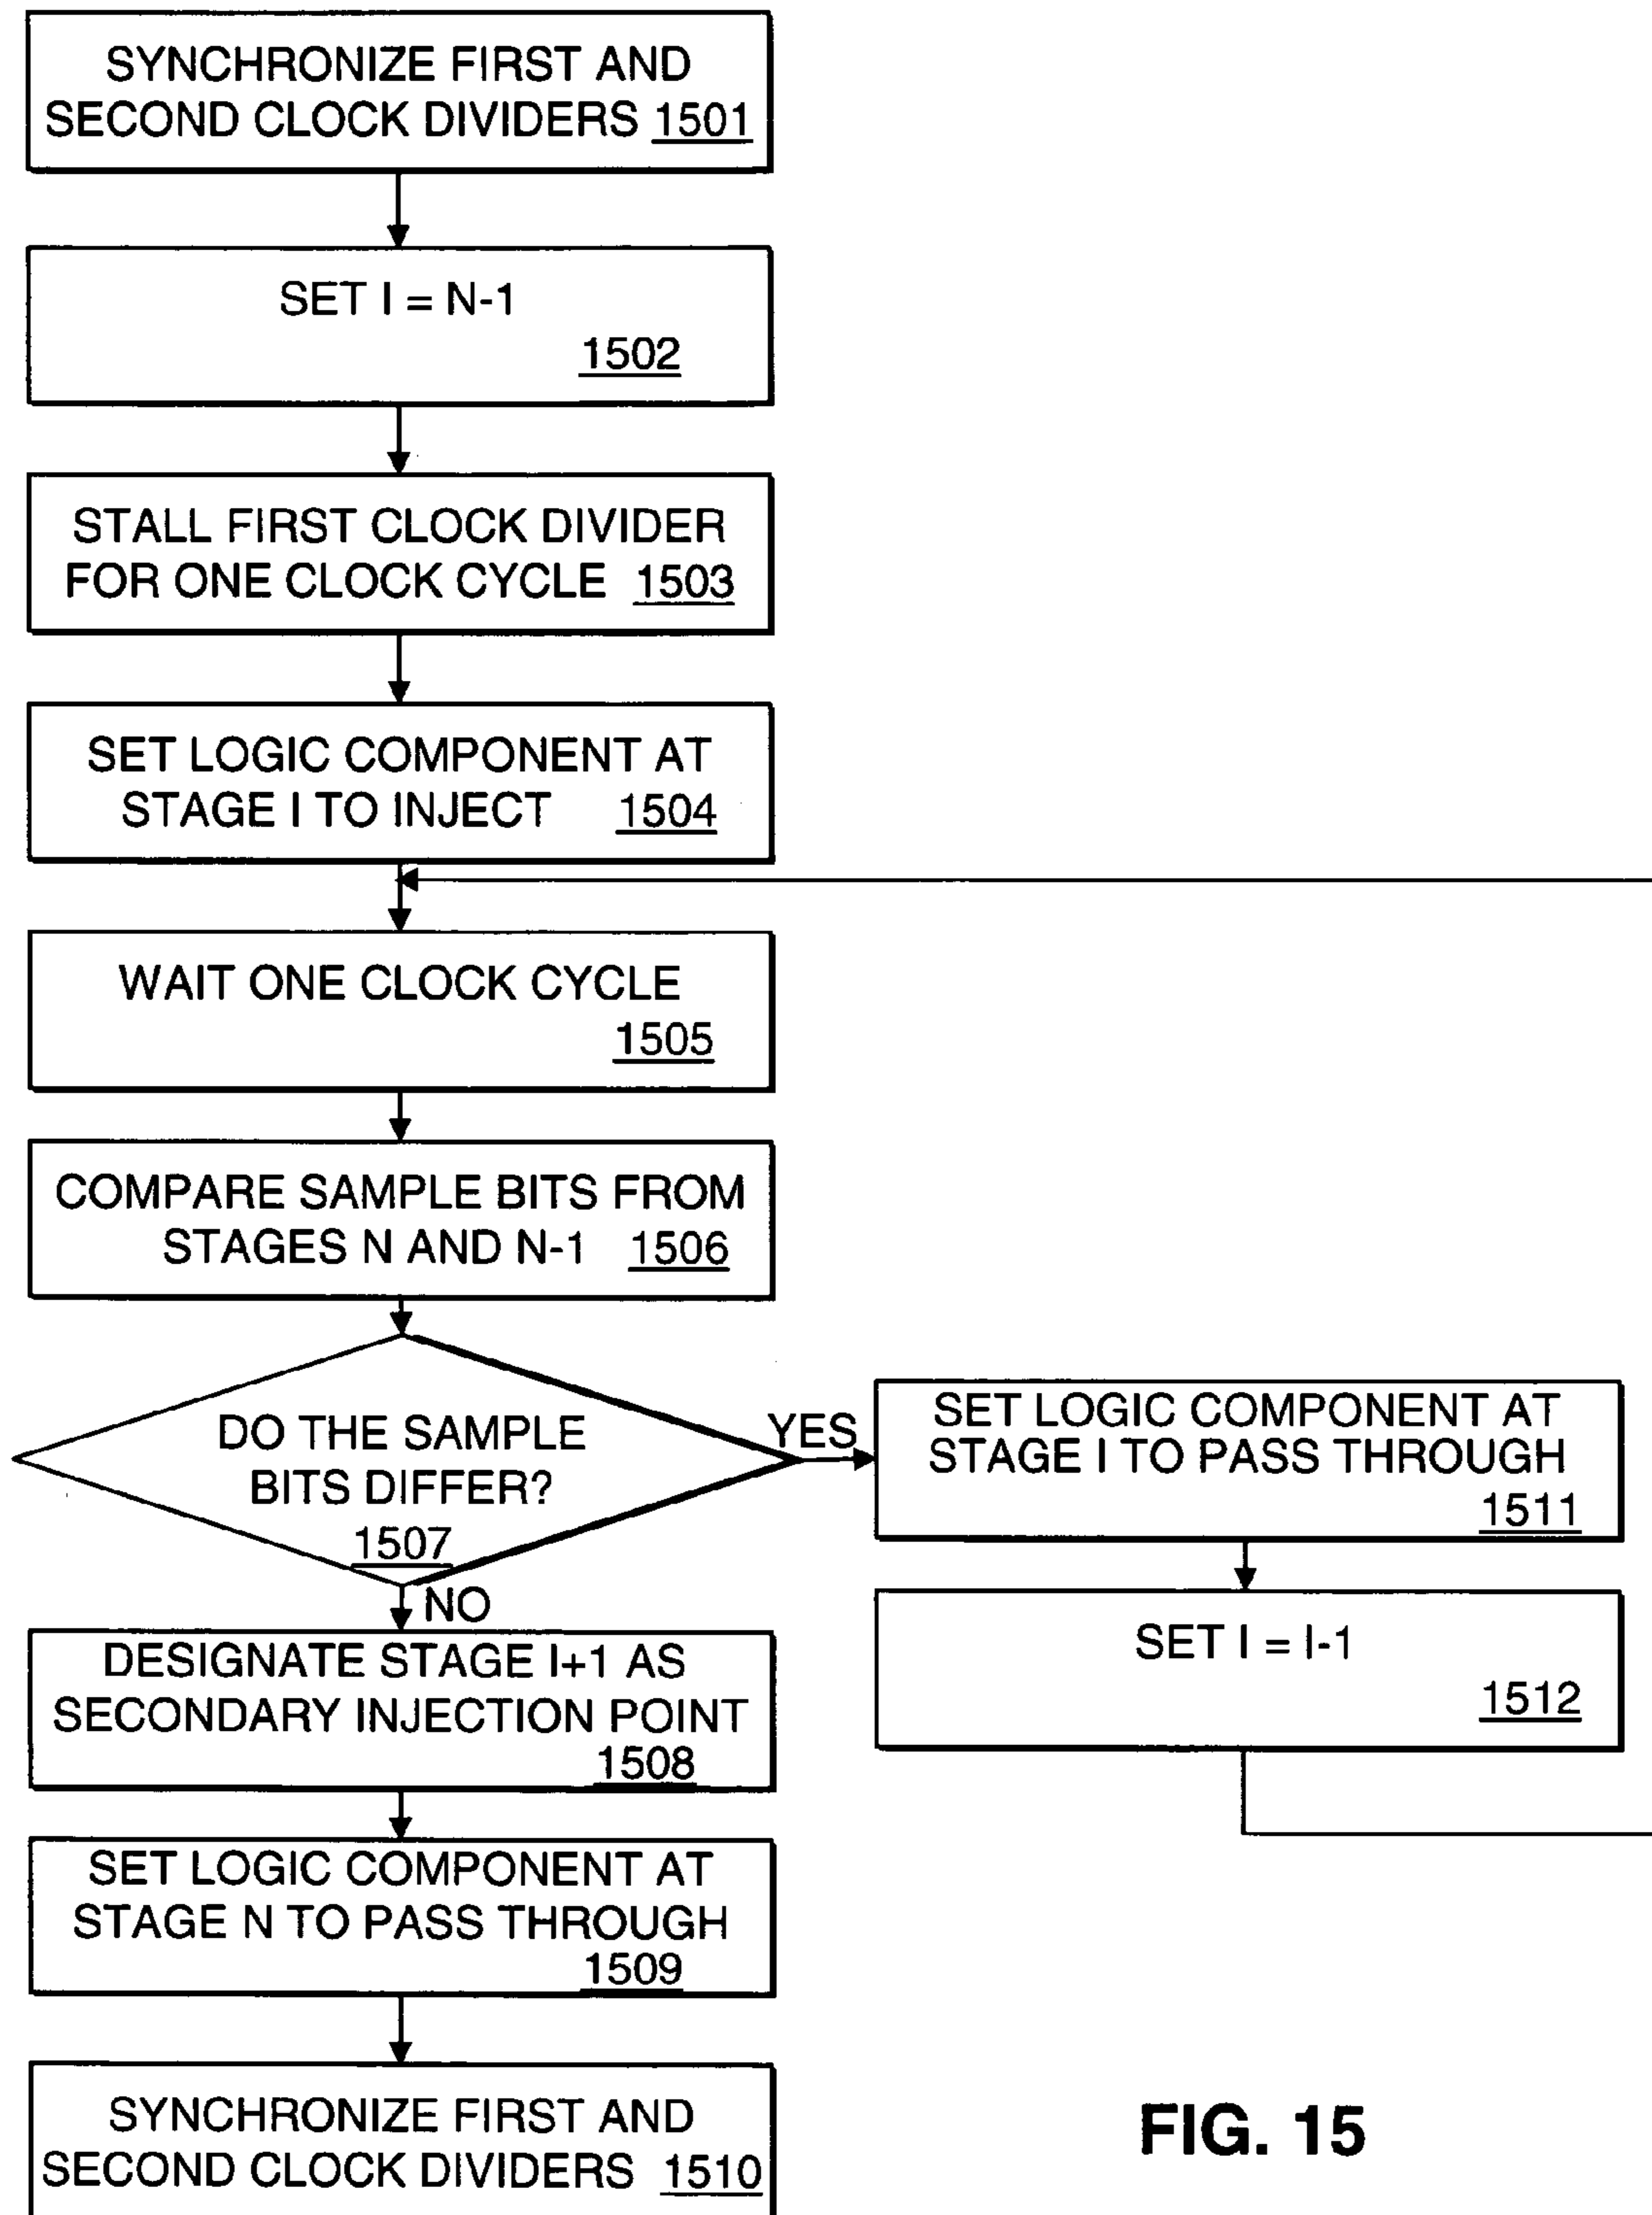 SYNCHRONIZE FIRST AND
SECOND CLOCK DIVIDERS 1501
SET I = N-1
1502
STALL FIRST CLOCK DIVIDER
FOR ONE CLOCK CYCLE 1503
SET LOGIC COMPONENT AT
STAGE I TO INJECT 1504
WAIT ONE CLOCK CYCLE
1505
COMPARE SAMPLE BITS FROM
STAGES N AND N-1 1506
DO THE SAMPLE
BITS DIFFER?
1507
YES
SET LOGIC COMPONENT AT
STAGE I TO PASS THROUGH
1511
SET I = I-1
1512
NO
DESIGNATE STAGE I+1 AS
SECONDARY INJECTION POINT
1508
SET LOGIC COMPONENT AT
STAGE N TO PASS THROUGH
1509
SYNCHRONIZE FIRST AND
SECOND CLOCK DIVIDERS 1510
FIG. 15